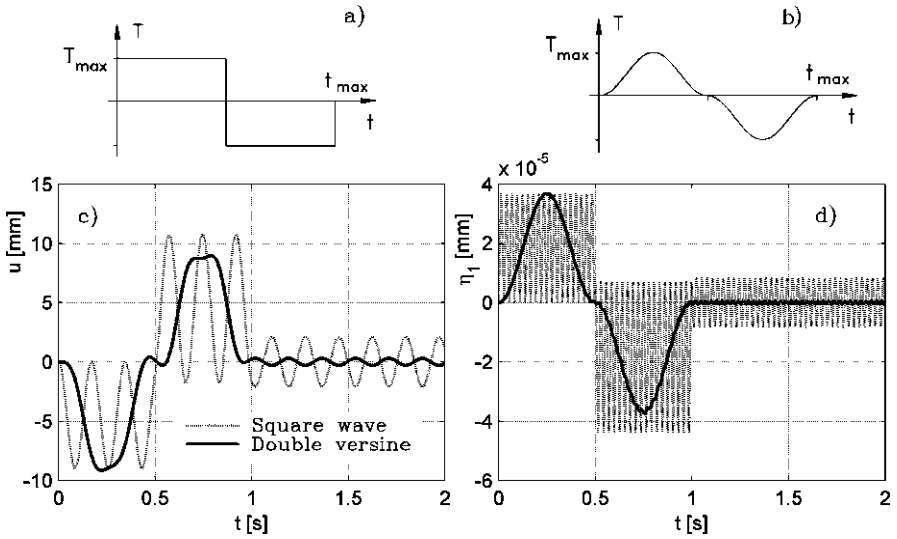 a)
T
T max
t max
t
b)
T
T max
t max
t
15
10
5
0
-5
-10
u [mm]
c)
Square wave
Double versine
0
0.5
1
1.5
2
t [s]
x 10^-5
4
2
0
-2
-4
-6
η1 [mm]
d)
0
0.5
1
1.5
2
t [s]